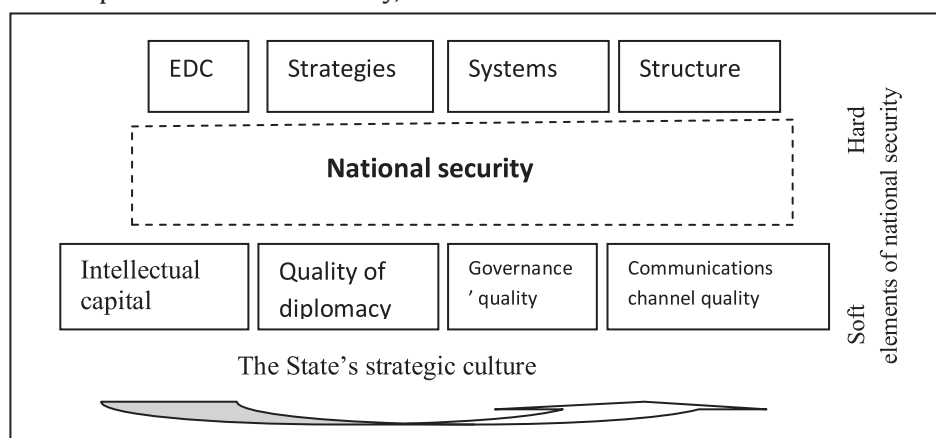 EDC
Strategies
Systems
Structure
National security
Intellectual
capital
Quality of
diplomacy
Governance
’ quality
Communications
channel quality
The State’s strategic culture
Hard
Soft
elements of national security